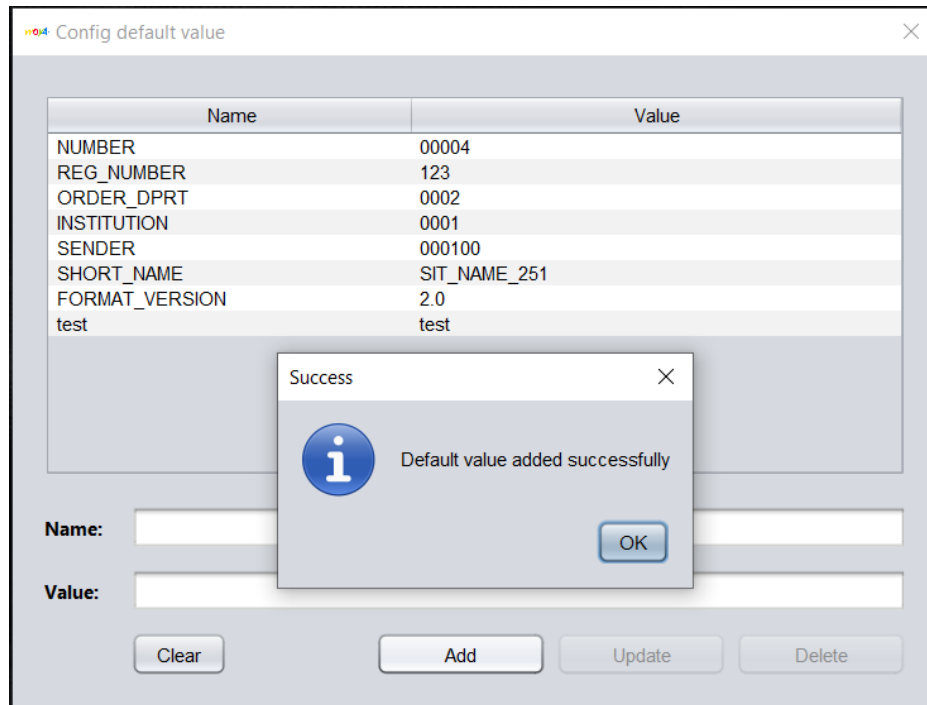 Config default value
Name Value
NUMBER 00004
REG_NUMBER 123
ORDER_DPRT 0002
INSTITUTION 0001
SENDER 000100
SHORT_NAME SIT_NAME_251
FORMAT_VERSION 2.0
test test
Success
Default value added successfully
OK
Name:
Value:
Clear Add Update Delete